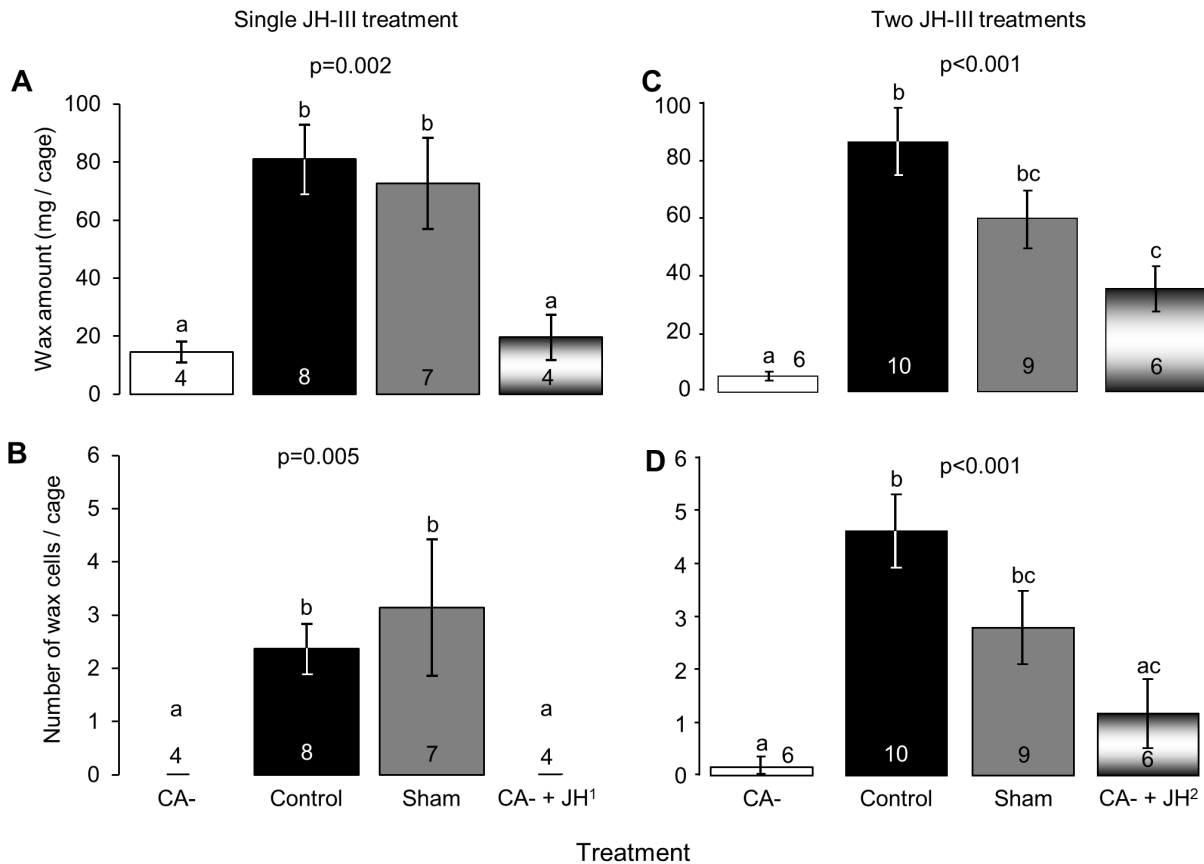 Single JH-III treatment
Two JH-III treatments
A
p=0.002
Wax amount (mg / cage)
100
80
60
40
20
0
a
b
b
a
4
8
7
4
C
p<0.001
100
80
60
40
20
0
a
b
bc
c
6
10
9
6
B
p=0.005
Number of wax cells / cage
6
5
4
3
2
1
0
a
b
b
a
4
8
7
4
CA-
Control
Sham
CA- + JH¹
D
p<0.001
6
5
4
3
2
1
0
a
b
bc
ac
6
10
9
6
CA-
Control
Sham
CA- + JH²
Treatment